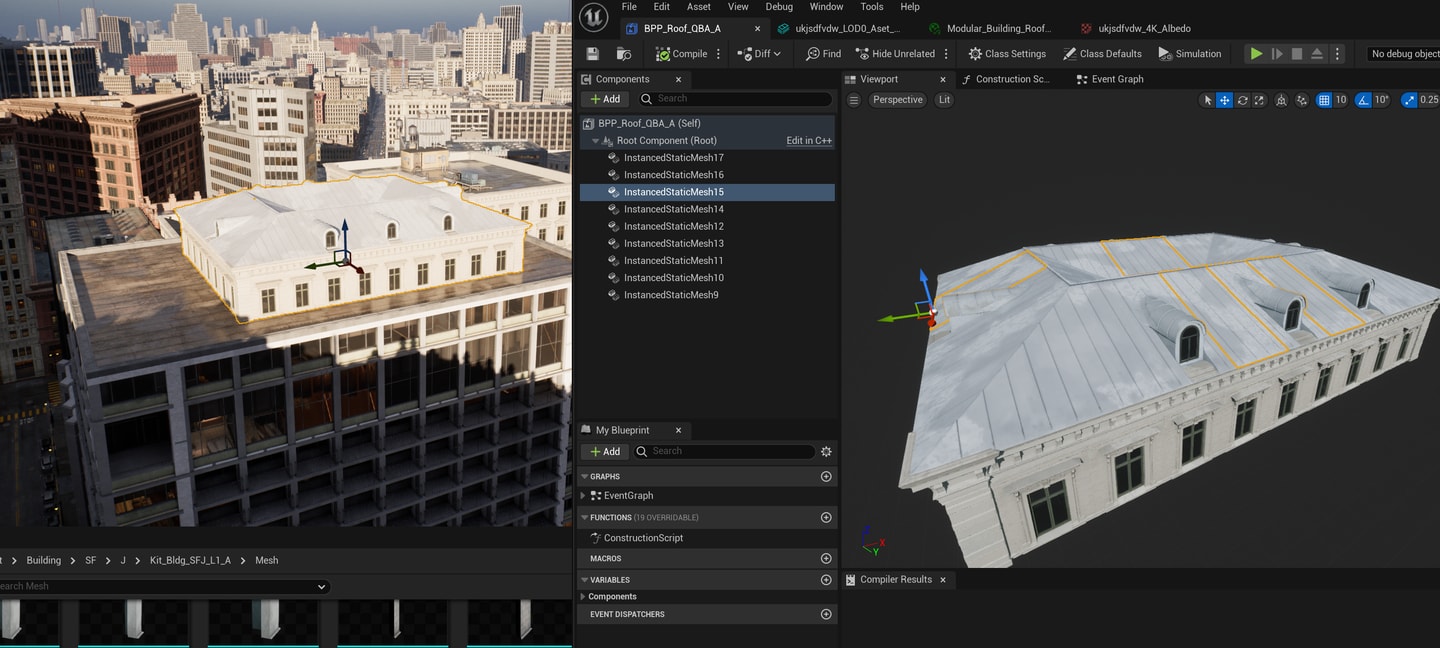 File Edit Asset View Debug Window Tools Help
BPP_Roof_QBA_A ukjsdfvdw_LOD0_Aset_... Modular_Building_Roof... ukjsdfvdw_4K_Albedo
Compile Diff Find Hide Unrelated Class Settings Class Defaults Simulation No debug object
Components
+ Add Search
BPP_Roof_QBA_A (Self)
Root Component (Root) Edit in C++
InstancedStaticMesh17
InstancedStaticMesh16
InstancedStaticMesh15
InstancedStaticMesh14
InstancedStaticMesh12
InstancedStaticMesh13
InstancedStaticMesh11
InstancedStaticMesh10
InstancedStaticMesh9
My Blueprint
+ Add Search
GRAPHS
EventGraph
FUNCTIONS (19 OVERRIDABLE)
ConstructionScript
MACROS
VARIABLES
Components
EVENT DISPATCHERS
Viewport Construction Sc... Event Graph
Perspective Lit 10 10° 0.25
Z
X
Y
Compiler Results
t > Building > SF > J > Kit_Bldg_SFJ_L1_A > Mesh
earch Mesh